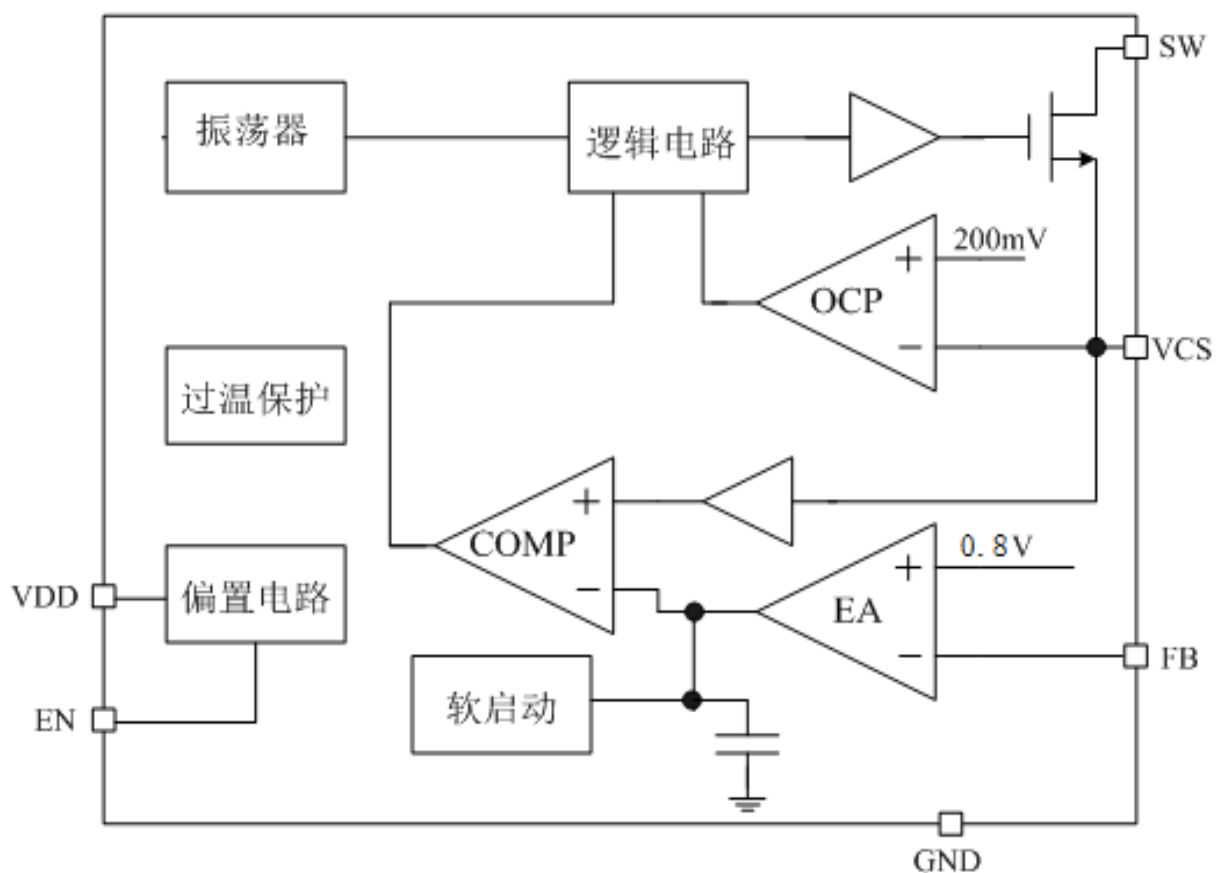 SW
振荡器
逻辑电路
200mV
+
OCP
-
VCS
过温保护
+
COMP
-
0.8V
+
EA
-
VDD
偏置电路
FB
EN
软启动
GND